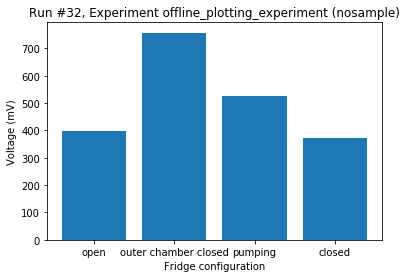 Run #32, Experiment offline_plotting_experiment (nosample)
Voltage (mV)
700
600
500
400
300
200
100
0
open outer chamber closed pumping closed
Fridge configuration